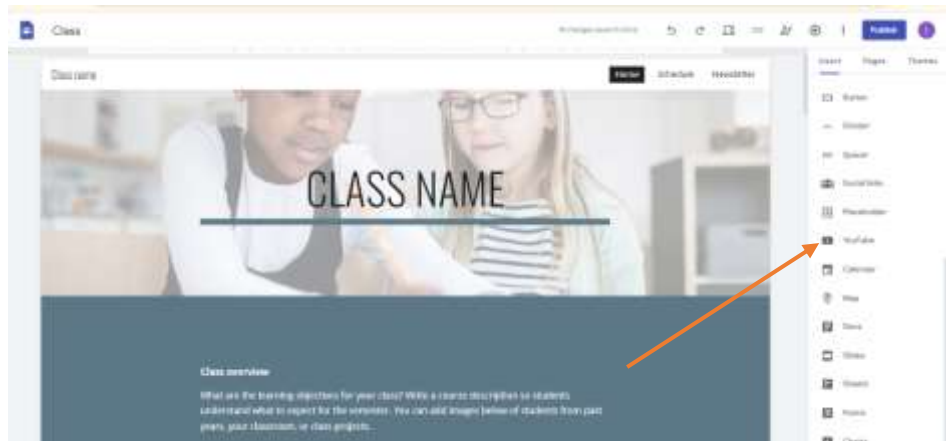 Class
Publish
Class name
Home Schedule Newsletter
Insert Pages Themes
CLASS NAME
Button
Divider
Spacer
Social links
Placeholder
YouTube
Calendar
Map
Docs
Slides
Sheets
Forms
Charts
Class overview
What are the learning objectives for your class? Write a course description so students
understand what to expect for the semester. You can add images below of students from past
years, your classroom, or class projects.